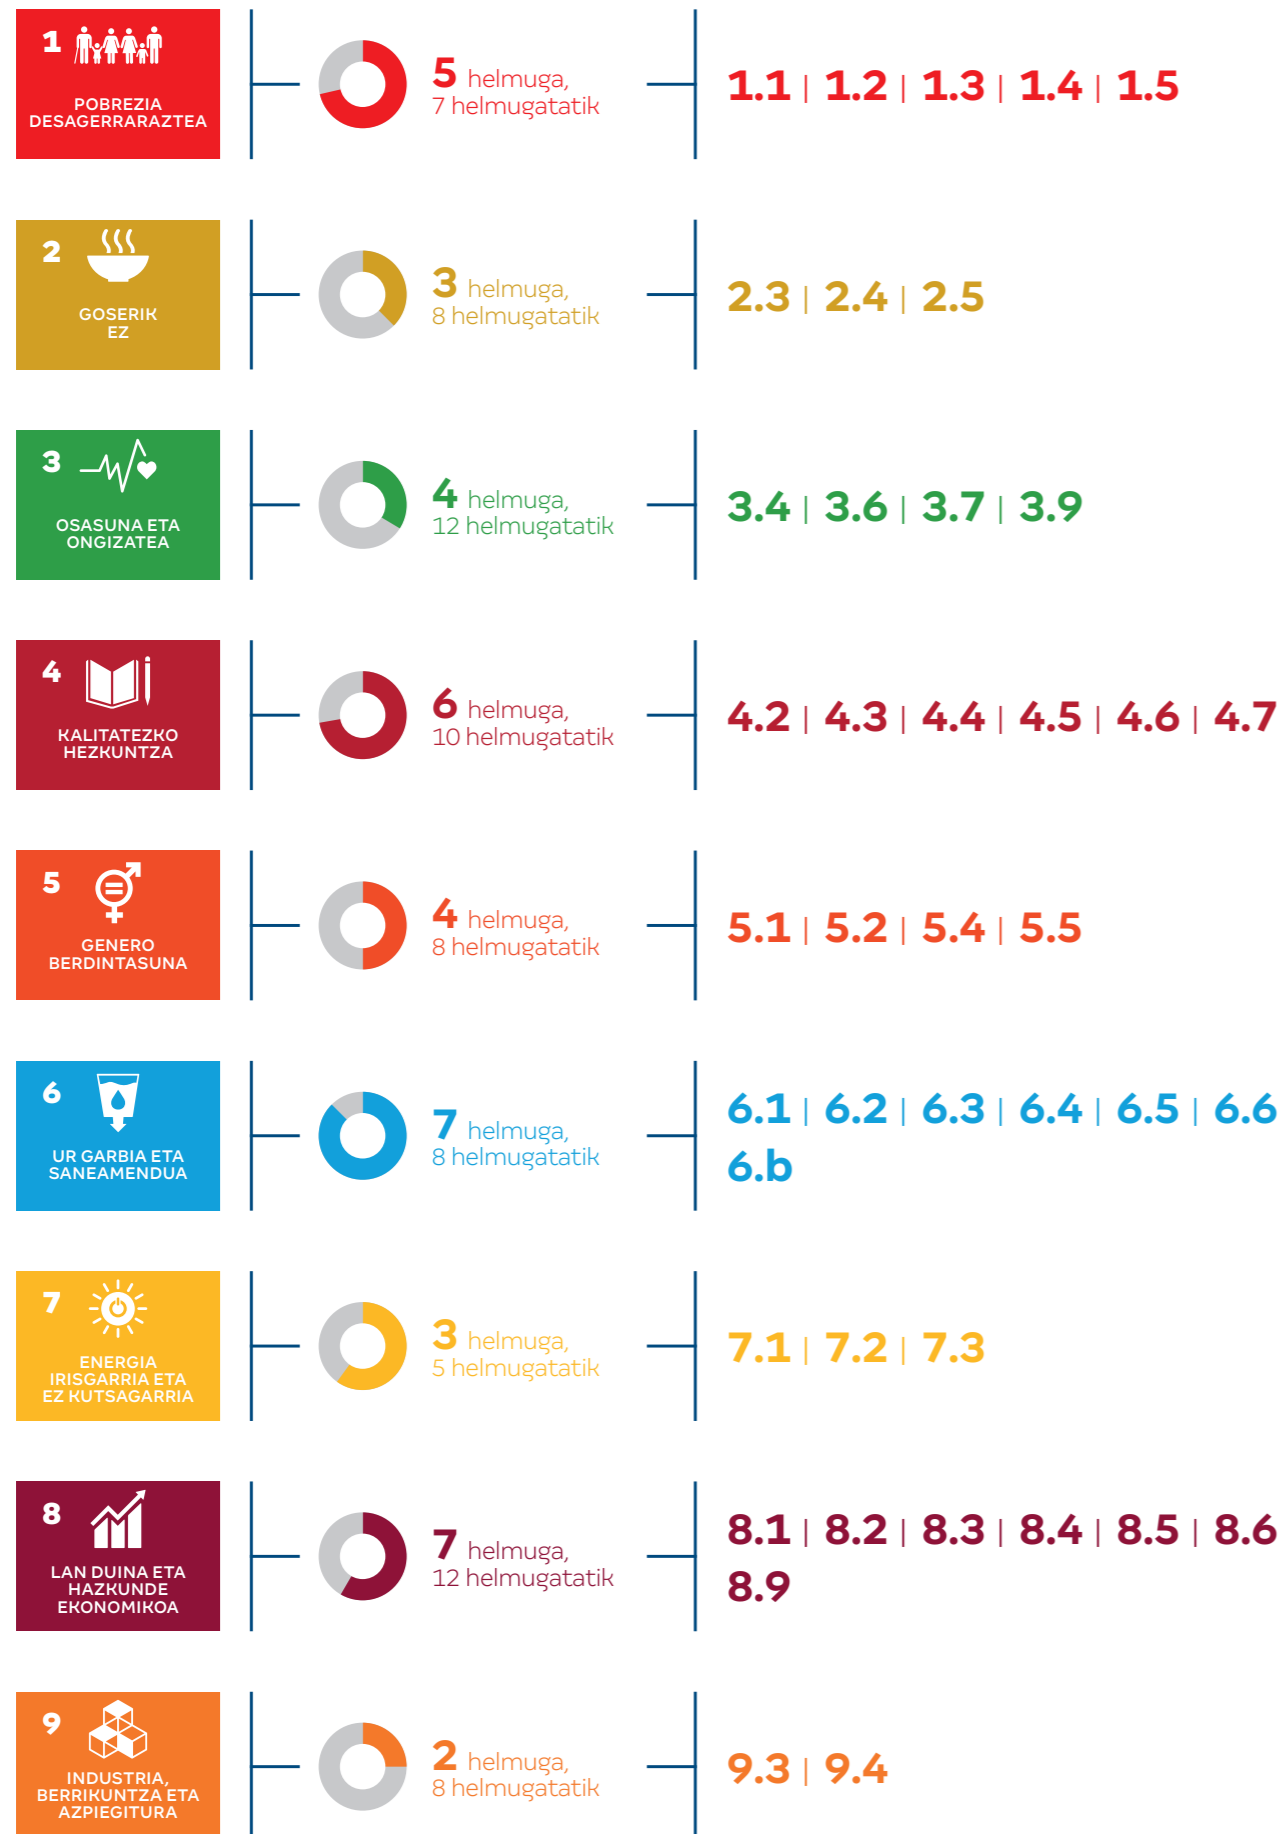 1
POBREZIA
DESAGERRARAZTEA
5 helmuga,
7 helmugatatik
1.1 | 1.2 | 1.3 | 1.4 | 1.5
2
GOSERIK
EZ
3 helmuga,
8 helmugatatik
2.3 | 2.4 | 2.5
3
OSASUNA ETA
ONGIZATEA
4 helmuga,
12 helmugatatik
3.4 | 3.6 | 3.7 | 3.9
4
KALITATEZKO
HEZKUNTZA
6 helmuga,
10 helmugatatik
4.2 | 4.3 | 4.4 | 4.5 | 4.6 | 4.7
5
GENERO
BERDINTASUNA
4 helmuga,
8 helmugatatik
5.1 | 5.2 | 5.4 | 5.5
6
UR GARBIA ETA
SANEAMENDUA
7 helmuga,
8 helmugatatik
6.1 | 6.2 | 6.3 | 6.4 | 6.5 | 6.6
6.b
7
ENERGIA
IRISGARRIA ETA
EZ KUTSAGARRIA
3 helmuga,
5 helmugatatik
7.1 | 7.2 | 7.3
8
LAN DUINA ETA
HAZKUNDE
EKONOMIKOA
7 helmuga,
12 helmugatatik
8.1 | 8.2 | 8.3 | 8.4 | 8.5 | 8.6
8.9
9
INDUSTRIA,
BERRIKUNTZA ETA
AZPIEGITURA
2 helmuga,
8 helmugatatik
9.3 | 9.4